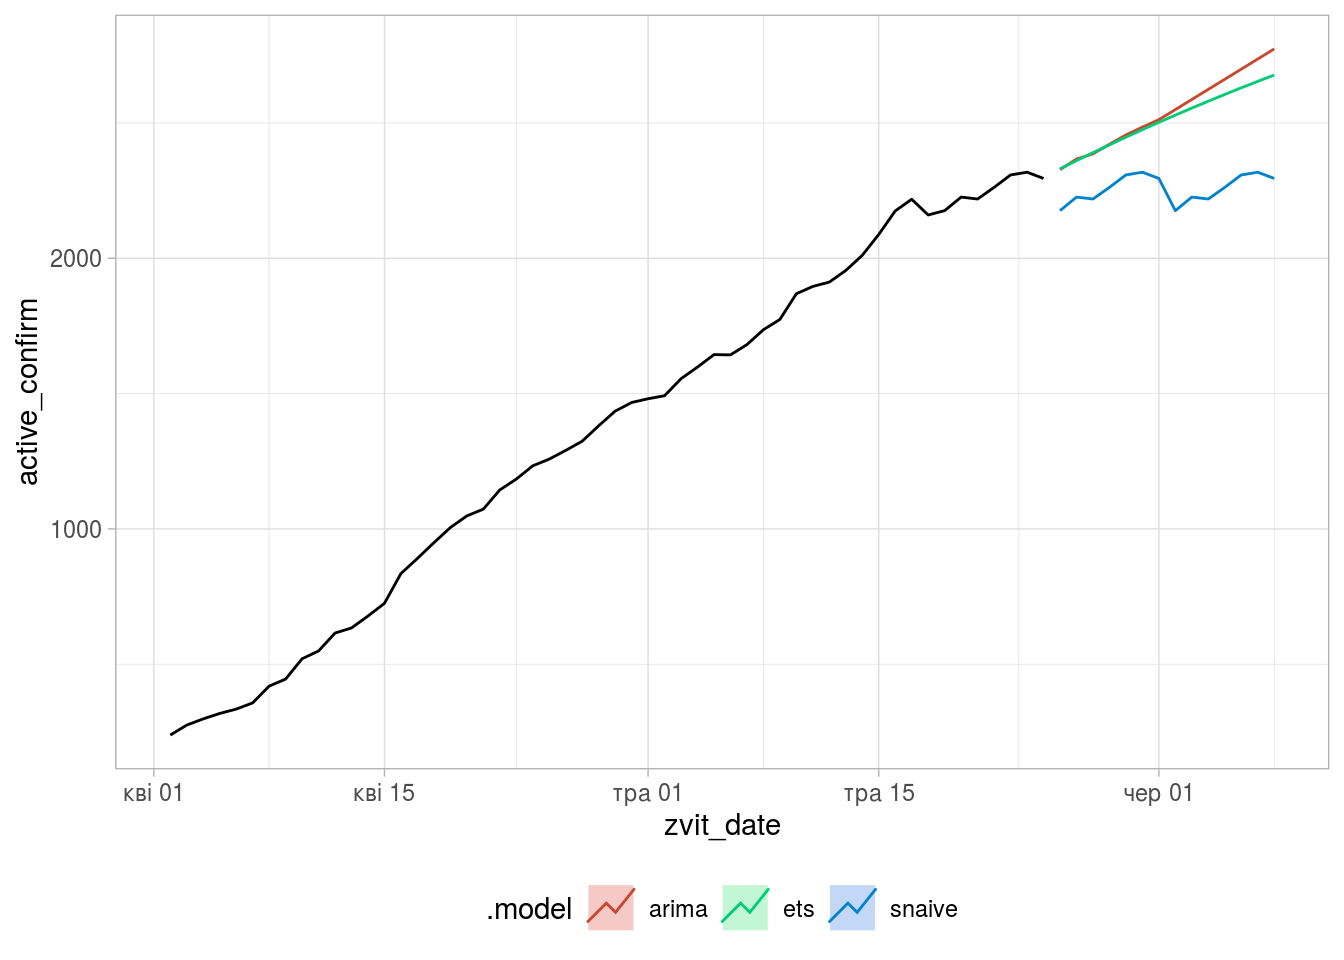 active_confirm
2000
1000
кві 01 кві 15 тра 01 тра 15 чер 01
zvit_date
.model arima ets snaive